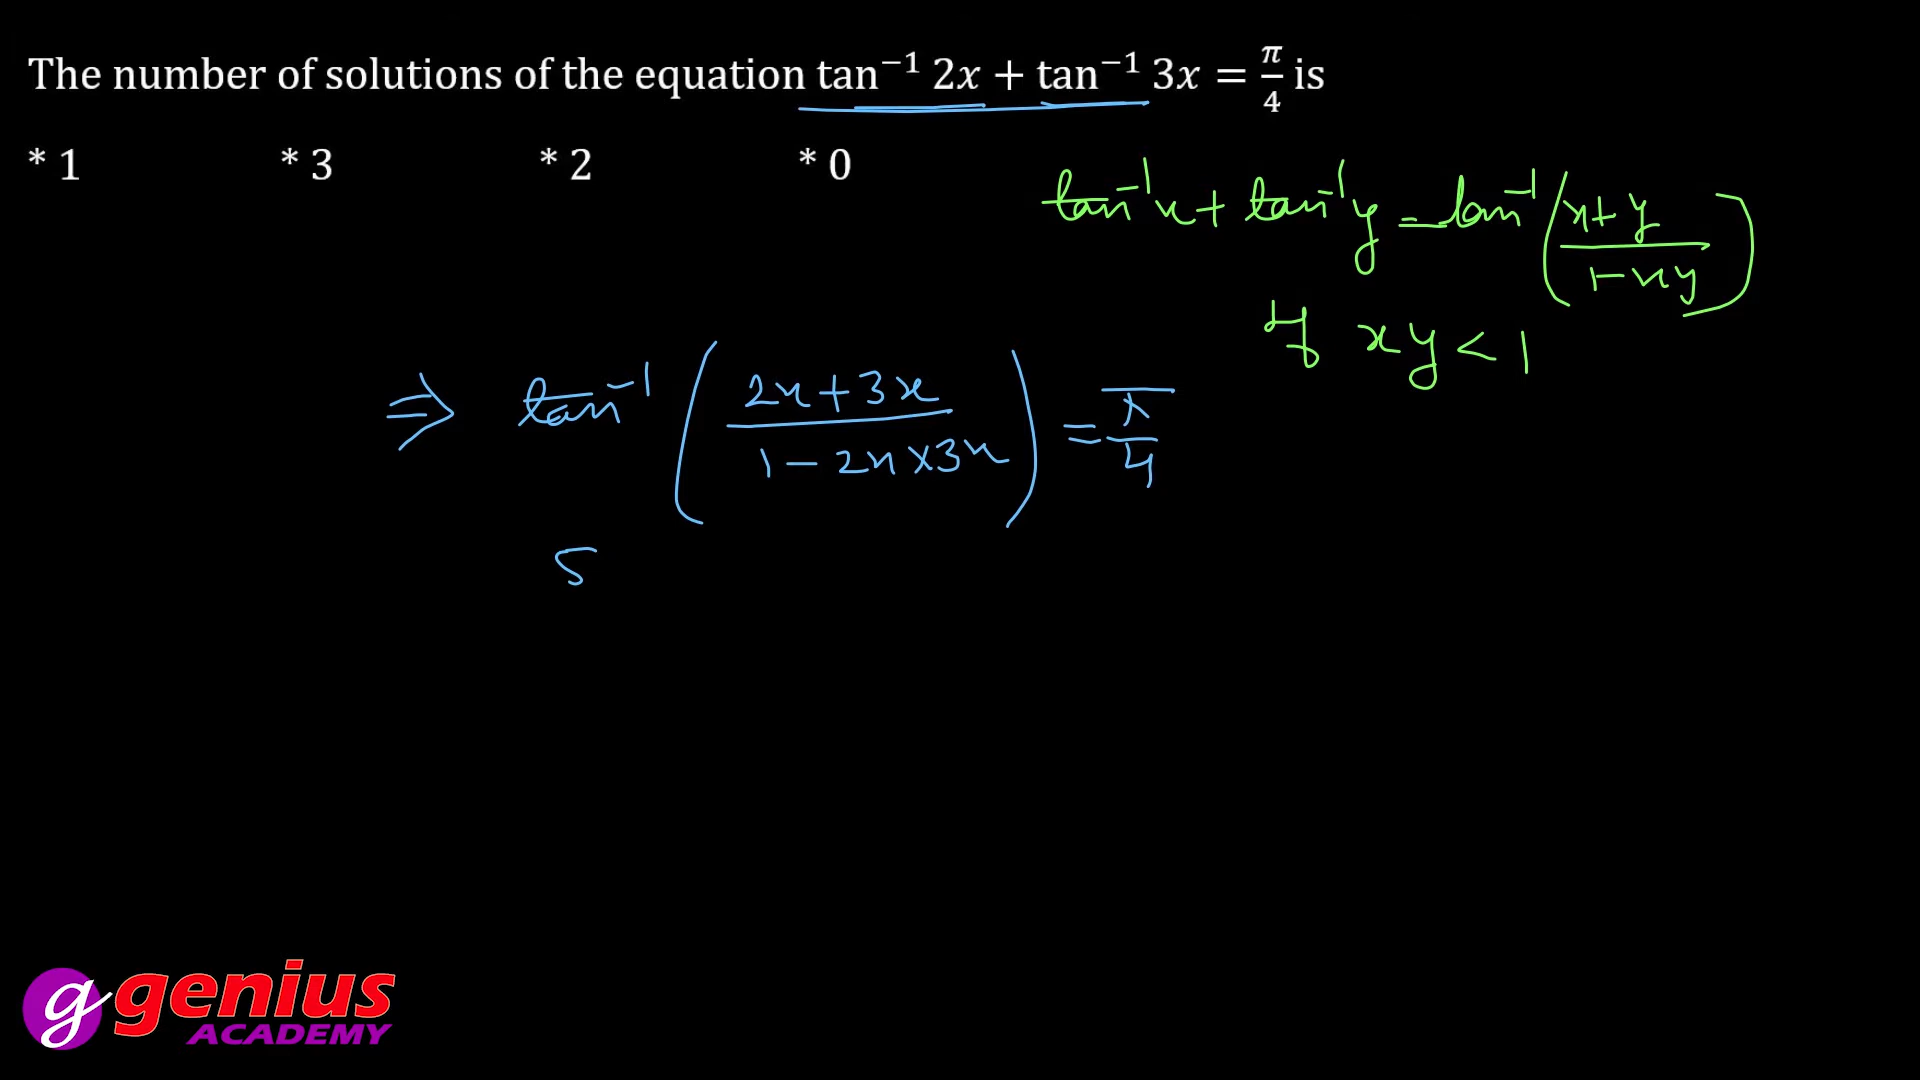 The number of solutions of the equation tan⁻¹ 2x + tan⁻¹ 3x = π/4 is
* 1 * 3 * 2 * 0
tan⁻¹x + tan⁻¹y = tan⁻¹((x+y)/(1-xy))
if xy < 1
⇒ tan⁻¹((2x+3x)/(1-2x×3x)) = π/4
5
g genius
ACADEMY